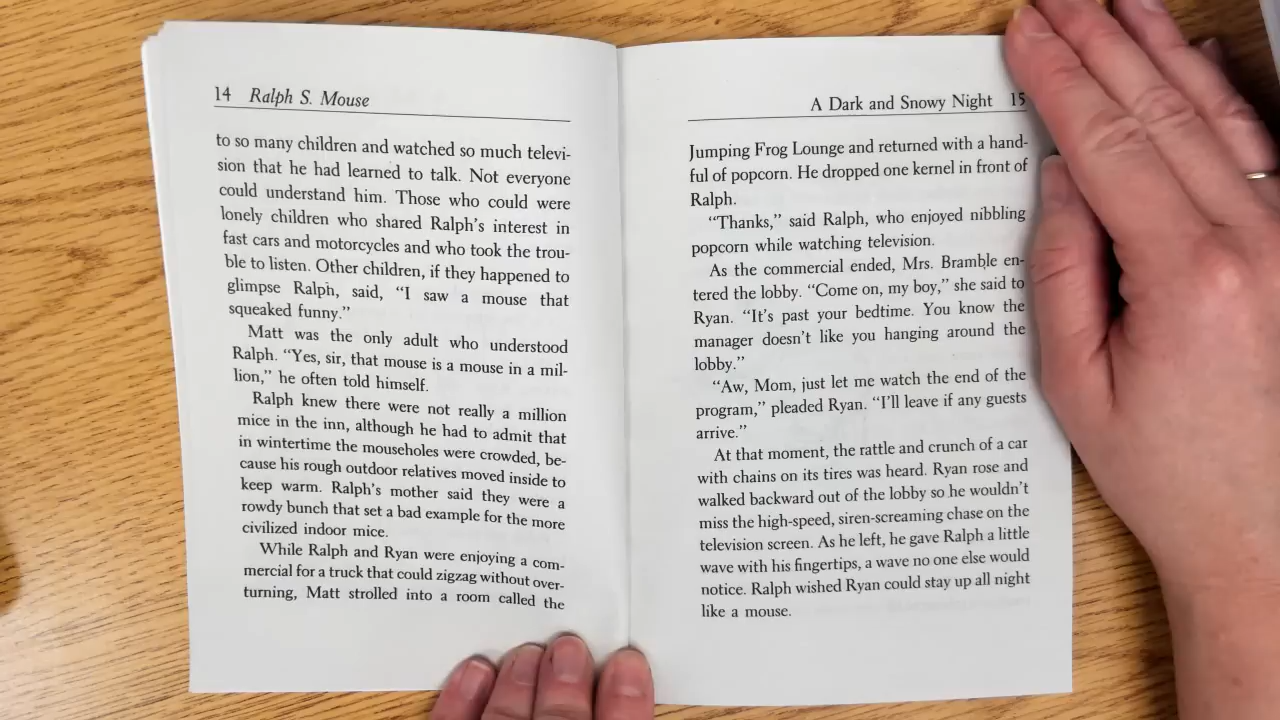 14 Ralph S. Mouse
to so many children and watched so much televi-
sion that he had learned to talk. Not everyone
could understand him. Those who could were
lonely children who shared Ralph's interest in
fast cars and motorcycles and who took the trou-
ble to listen. Other children, if they happened to
glimpse Ralph, said, "I saw a mouse that
squeaked funny."
Matt was the only adult who understood
Ralph. "Yes, sir, that mouse is a mouse in a mil-
lion," he often told himself.
Ralph knew there were not really a million
mice in the inn, although he had to admit that
in wintertime the mouseholes were crowded, be-
cause his rough outdoor relatives moved inside to
keep warm. Ralph's mother said they were a
rowdy bunch that set a bad example for the more
civilized indoor mice.
While Ralph and Ryan were enjoying a com-
mercial for a truck that could zigzag without over-
turning, Matt strolled into a room called the
A Dark and Snowy Night 15
Jumping Frog Lounge and returned with a hand-
ful of popcorn. He dropped one kernel in front of
Ralph.
"Thanks," said Ralph, who enjoyed nibbling
popcorn while watching television.
As the commercial ended, Mrs. Bramble en-
tered the lobby. "Come on, my boy," she said to
Ryan. "It's past your bedtime. You know the
manager doesn't like you hanging around the
lobby."
"Aw, Mom, just let me watch the end of the
program," pleaded Ryan. "I'll leave if any guests
arrive."
At that moment, the rattle and crunch of a car
with chains on its tires was heard. Ryan rose and
walked backward out of the lobby so he wouldn't
miss the high-speed, siren-screaming chase on the
television screen. As he left, he gave Ralph a little
wave with his fingertips, a wave no one else would
notice. Ralph wished Ryan could stay up all night
like a mouse.